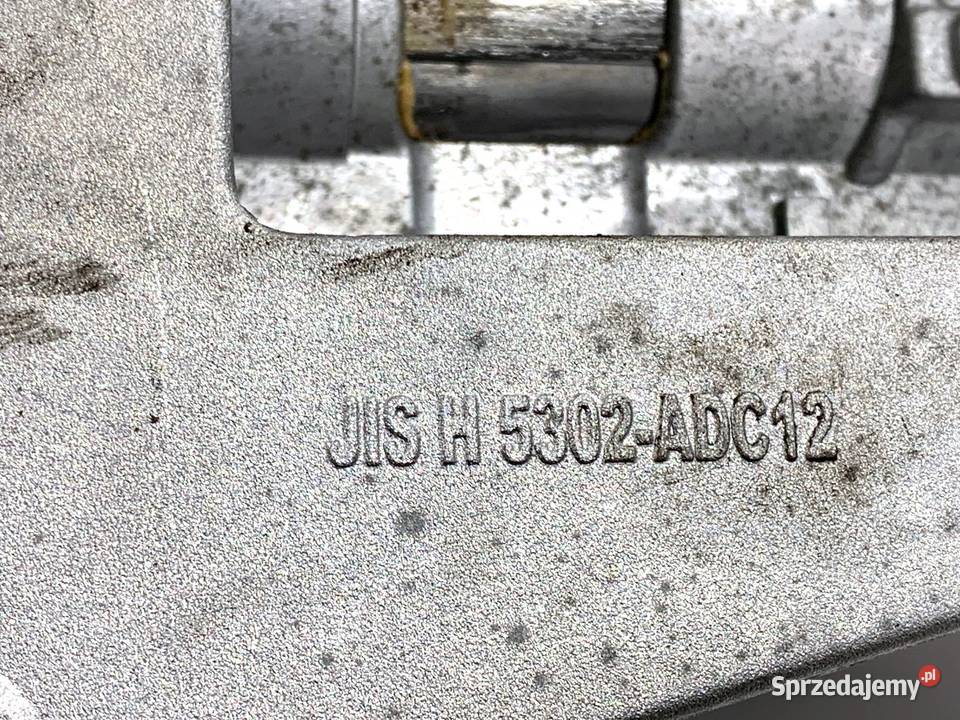 JIS H 5302-ADC12
Sprzedajemy.pl